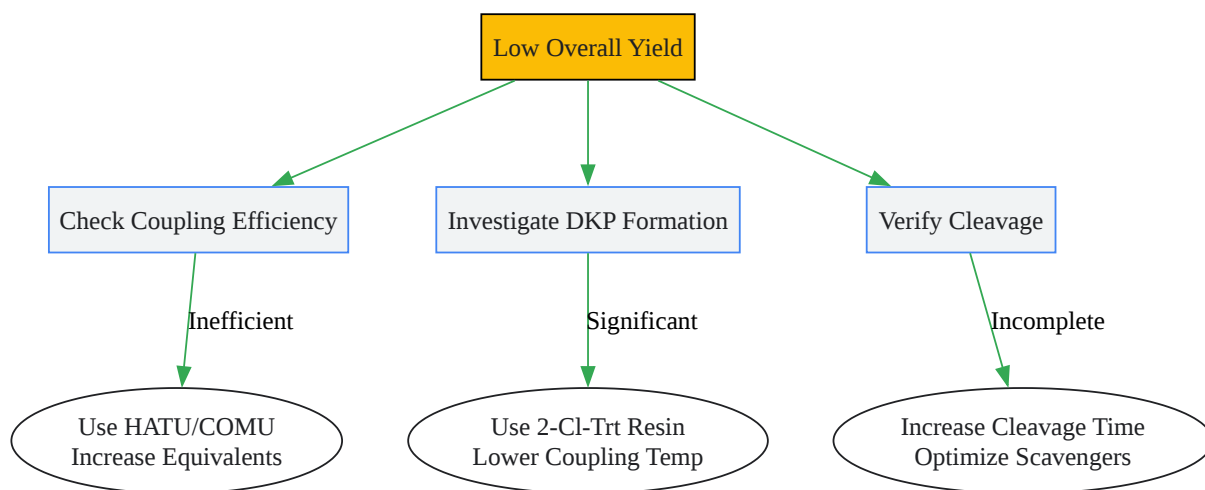 Low Overall Yield
Check Coupling Efficiency
Investigate DKP Formation
Verify Cleavage
Inefficient
Significant
Incomplete
Use HATU/COMU
Increase Equivalents
Use 2-Cl-Trt Resin
Lower Coupling Temp
Increase Cleavage Time
Optimize Scavengers